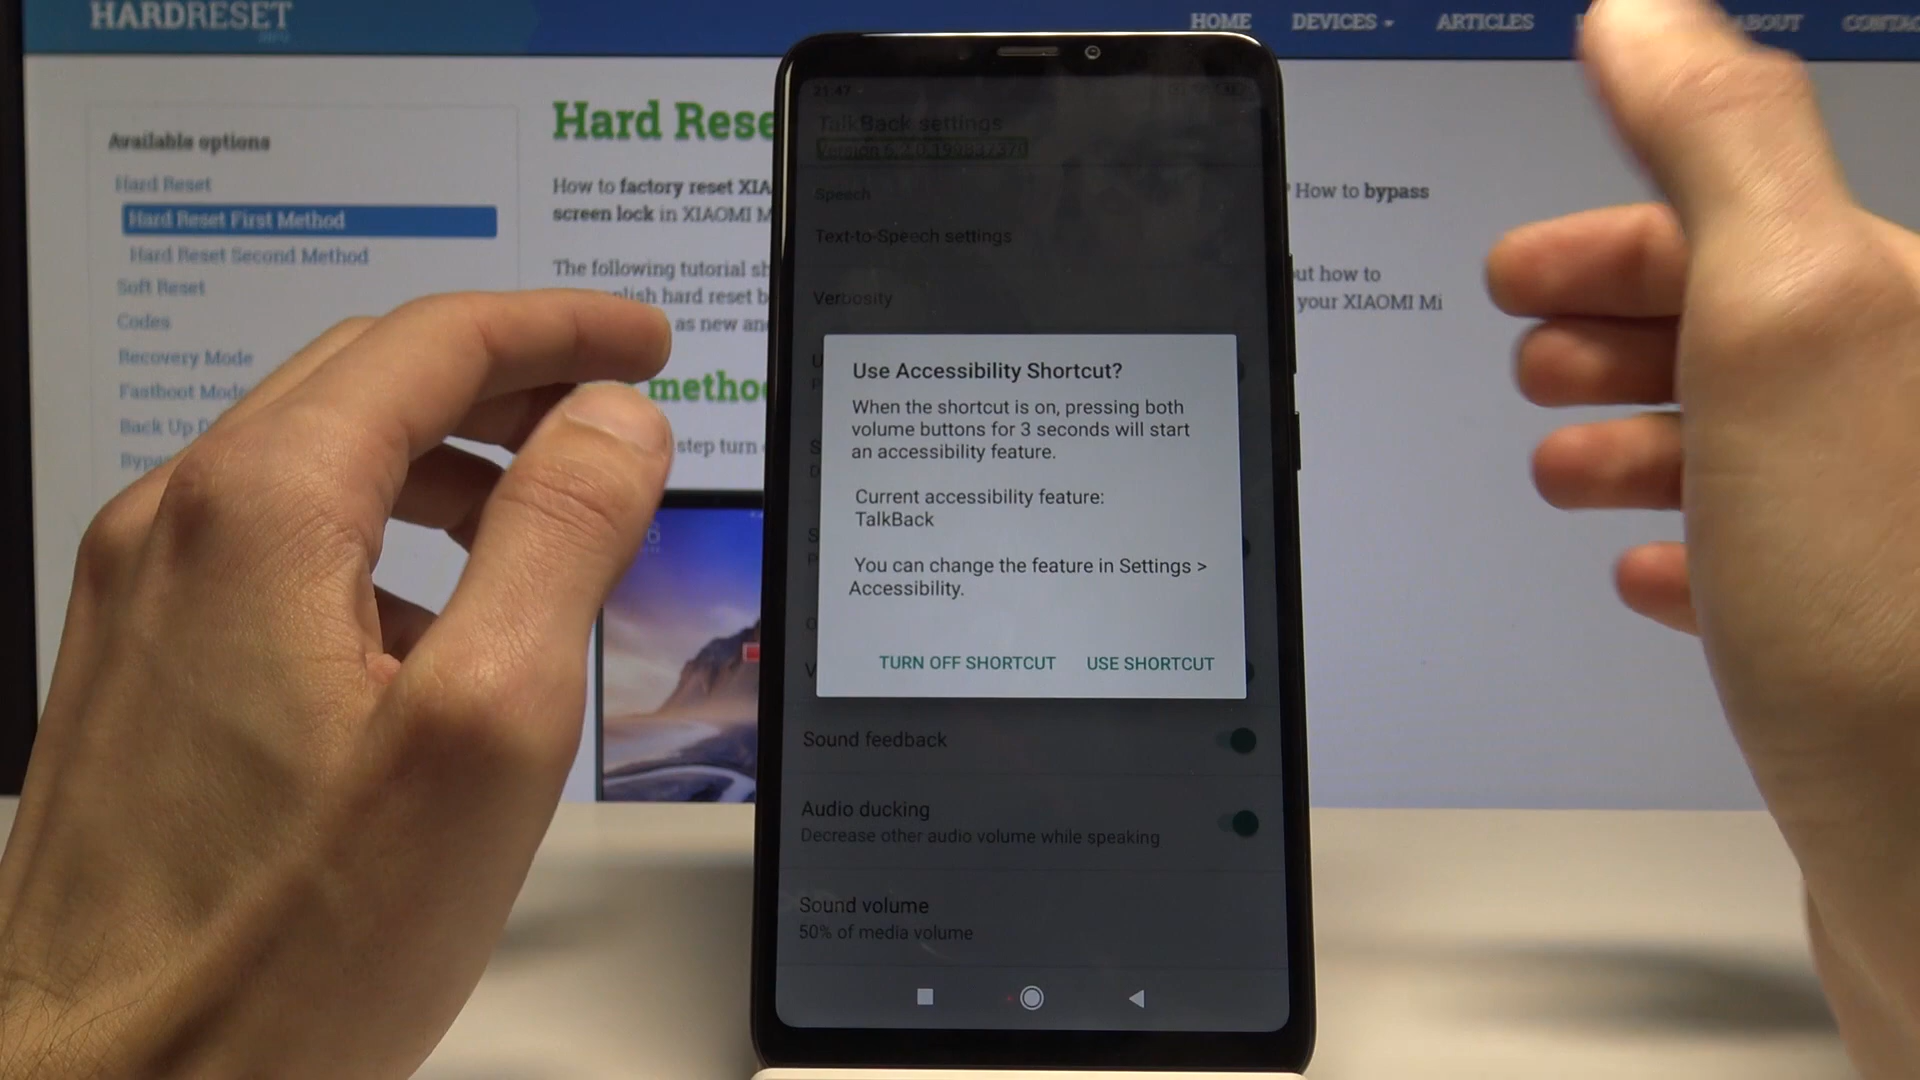 HARDRESET
HOME
DEVICES
ARTICLES
ABOUT
Available options
Hard Reset
Hard Reset First Method
Hard Reset Second Method
Soft Reset
Codes
Recovery Mode
Fastboot Mode
Back Up
Hard Rese
How to factory reset XIA
screen lock in XIAOMI M
The following tutorial sh
plish hard reset b
as new an
metho
step turn
? How to bypass
ut how to
your XIAOMI Mi
21:47
TalkBack settings
Version 6.2.0.199837370
Speech
Text-to-Speech settings
Verbosity
Use Accessibility Shortcut?
When the shortcut is on, pressing both
volume buttons for 3 seconds will start
an accessibility feature.
Current accessibility feature:
TalkBack
You can change the feature in Settings >
Accessibility.
TURN OFF SHORTCUT
USE SHORTCUT
Sound feedback
Audio ducking
Decrease other audio volume while speaking
Sound volume
50% of media volume